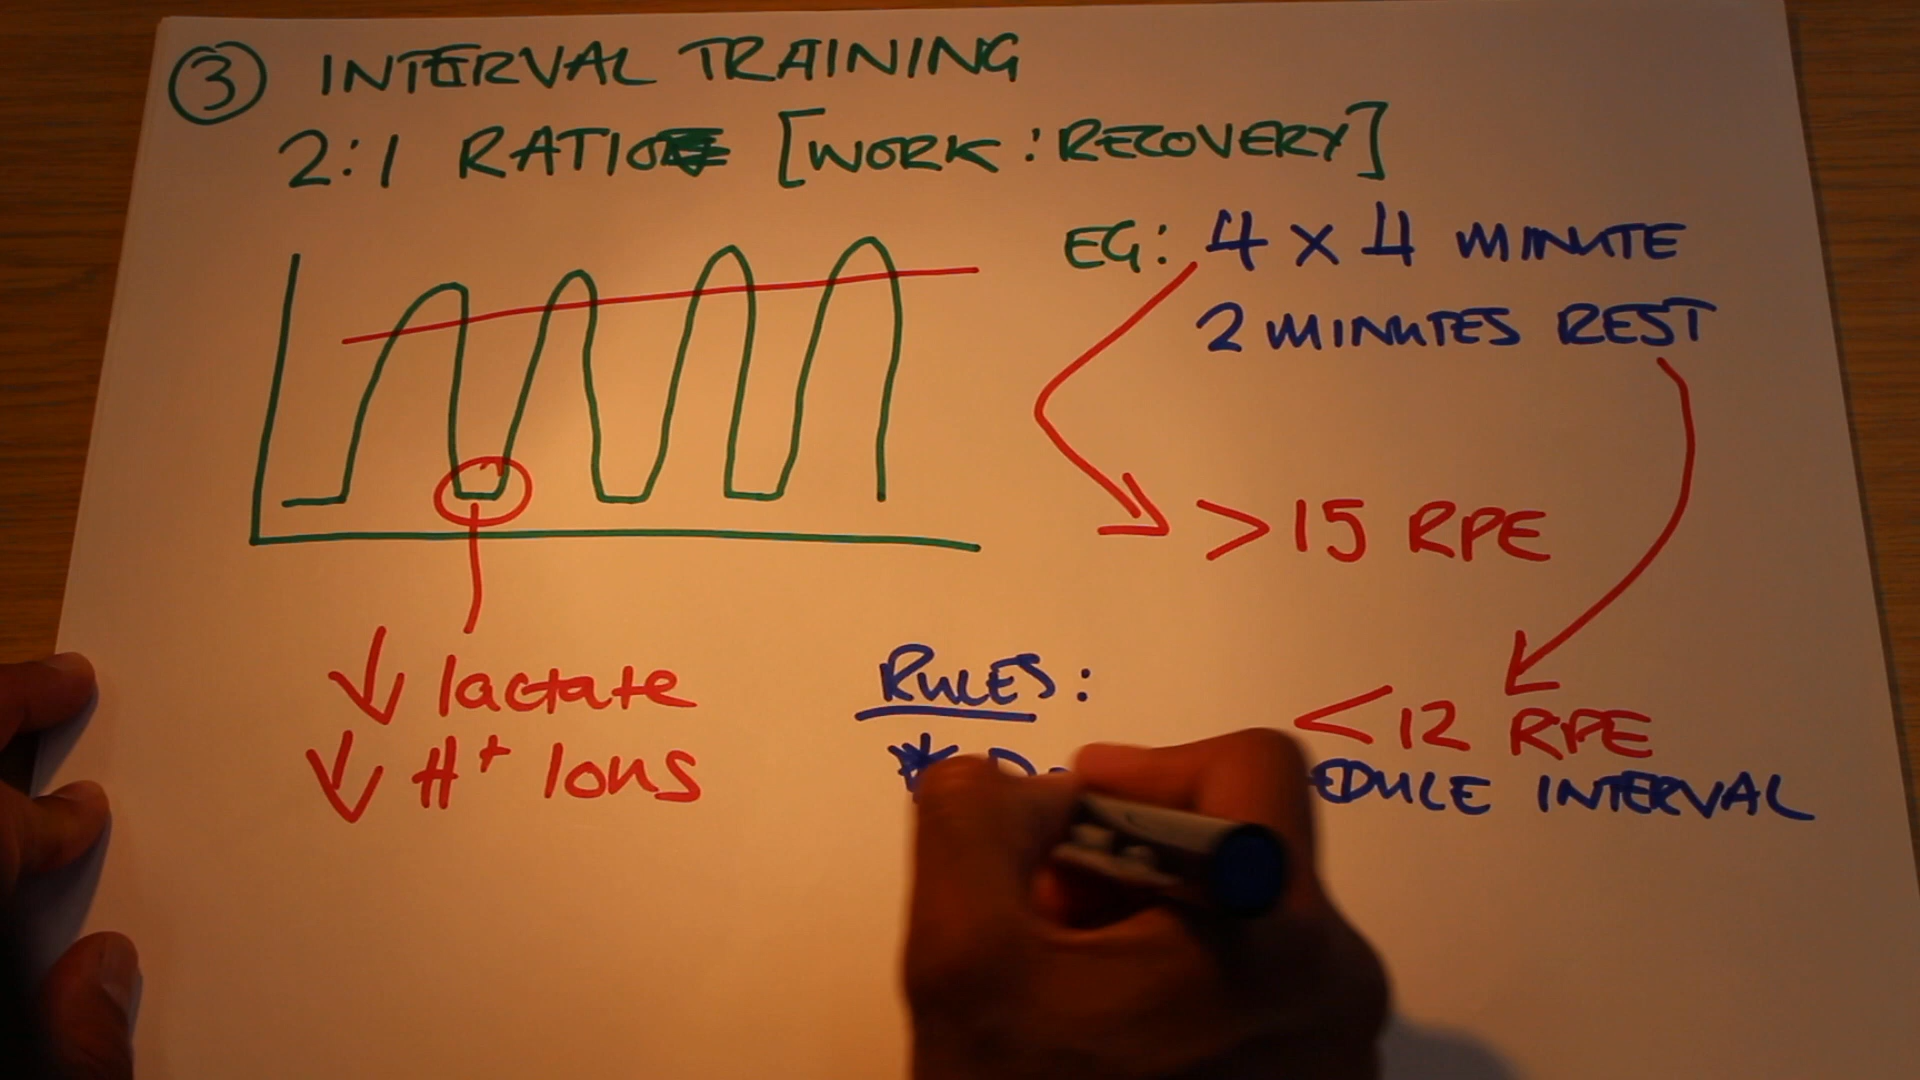 ③ INTERVAL TRAINING
2:1 RATIO [WORK : RECOVERY]
EG: 4 x 4 MINUTE
2 MINUTES REST
> 15 RPE
↓ lactate
↓ H+ Ions
< 12 RPE
RULES:
* INTERVAL